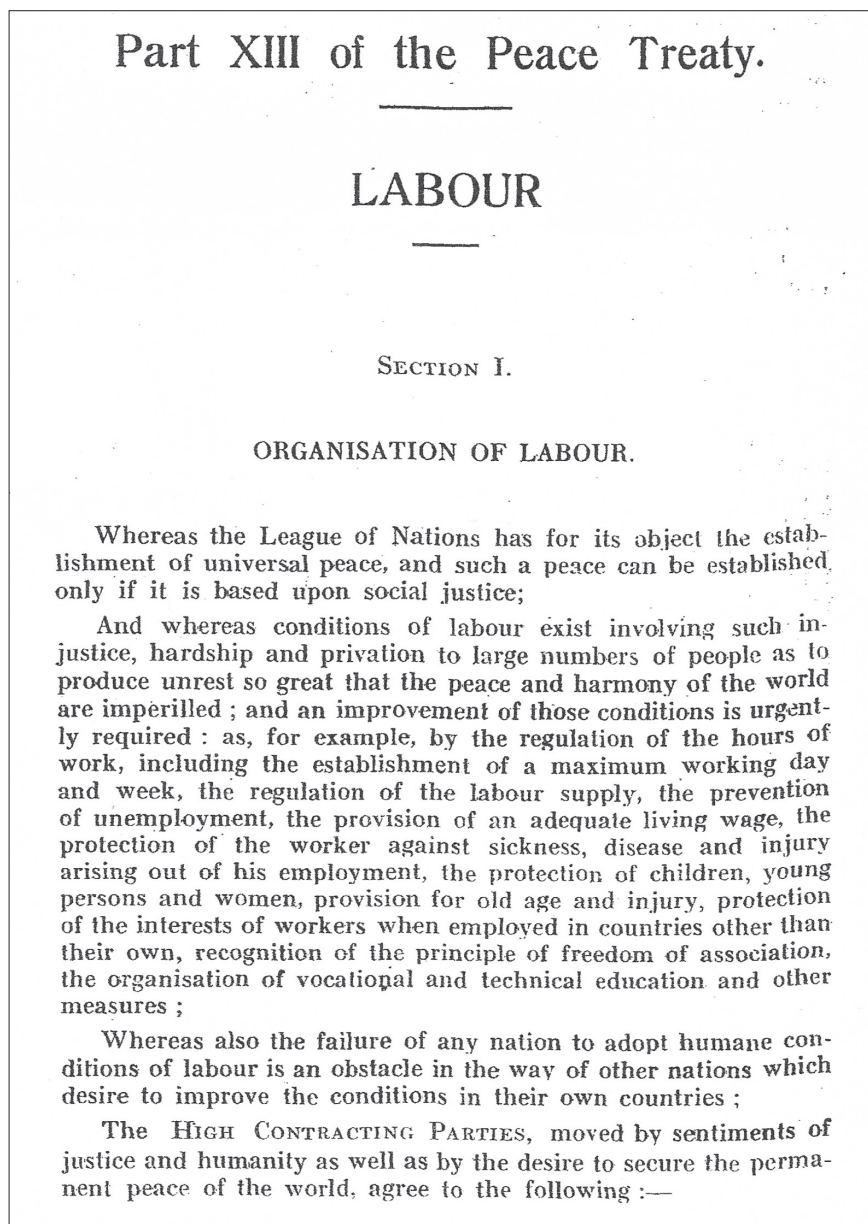 Part XIII of the Peace Treaty.
LABOUR
SECTION I.
ORGANISATION OF LABOUR.
Whereas the League of Nations has for its object the estab-
lishment of universal peace, and such a peace can be established
only if it is based upon social justice;
And whereas conditions of labour exist involving such in-
justice, hardship and privation to large numbers of people as to
produce unrest so great that the peace and harmony of the world
are imperilled ; and an improvement of those conditions is urgent-
ly required : as, for example, by the regulation of the hours of
work, including the establishment of a maximum working day
and week, the regulation of the labour supply, the prevention
of unemployment, the provision of an adequate living wage, the
protection of the worker against sickness, disease and injury
arising out of his employment, the protection of children, young
persons and women, provision for old age and injury, protection
of the interests of workers when employed in countries other than
their own, recognition of the principle of freedom of association,
the organisation of vocational and technical education and other
measures ;
Whereas also the failure of any nation to adopt humane con-
ditions of labour is an obstacle in the way of other nations which
desire to improve the conditions in their own countries ;
The HIGH CONTRACTING PARTIES, moved by sentiments of
justice and humanity as well as by the desire to secure the perma-
nent peace of the world, agree to the following :—